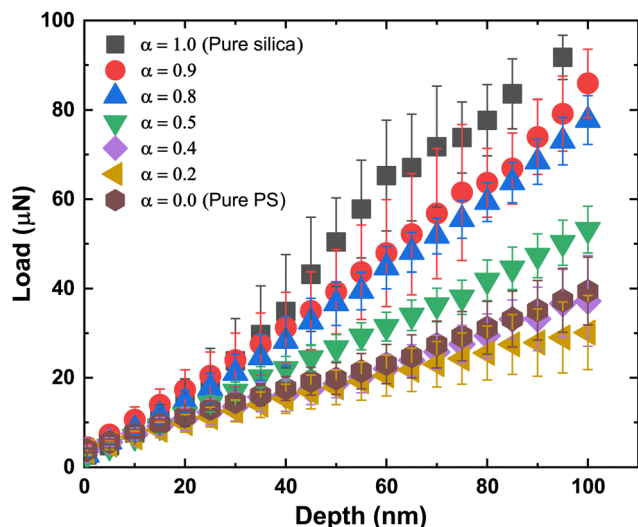 100
80
60
40
20
0
Load (μN)
α = 1.0 (Pure silica)
α = 0.9
α = 0.8
α = 0.5
α = 0.4
α = 0.2
α = 0.0 (Pure PS)
0 20 40 60 80 100
Depth (nm)